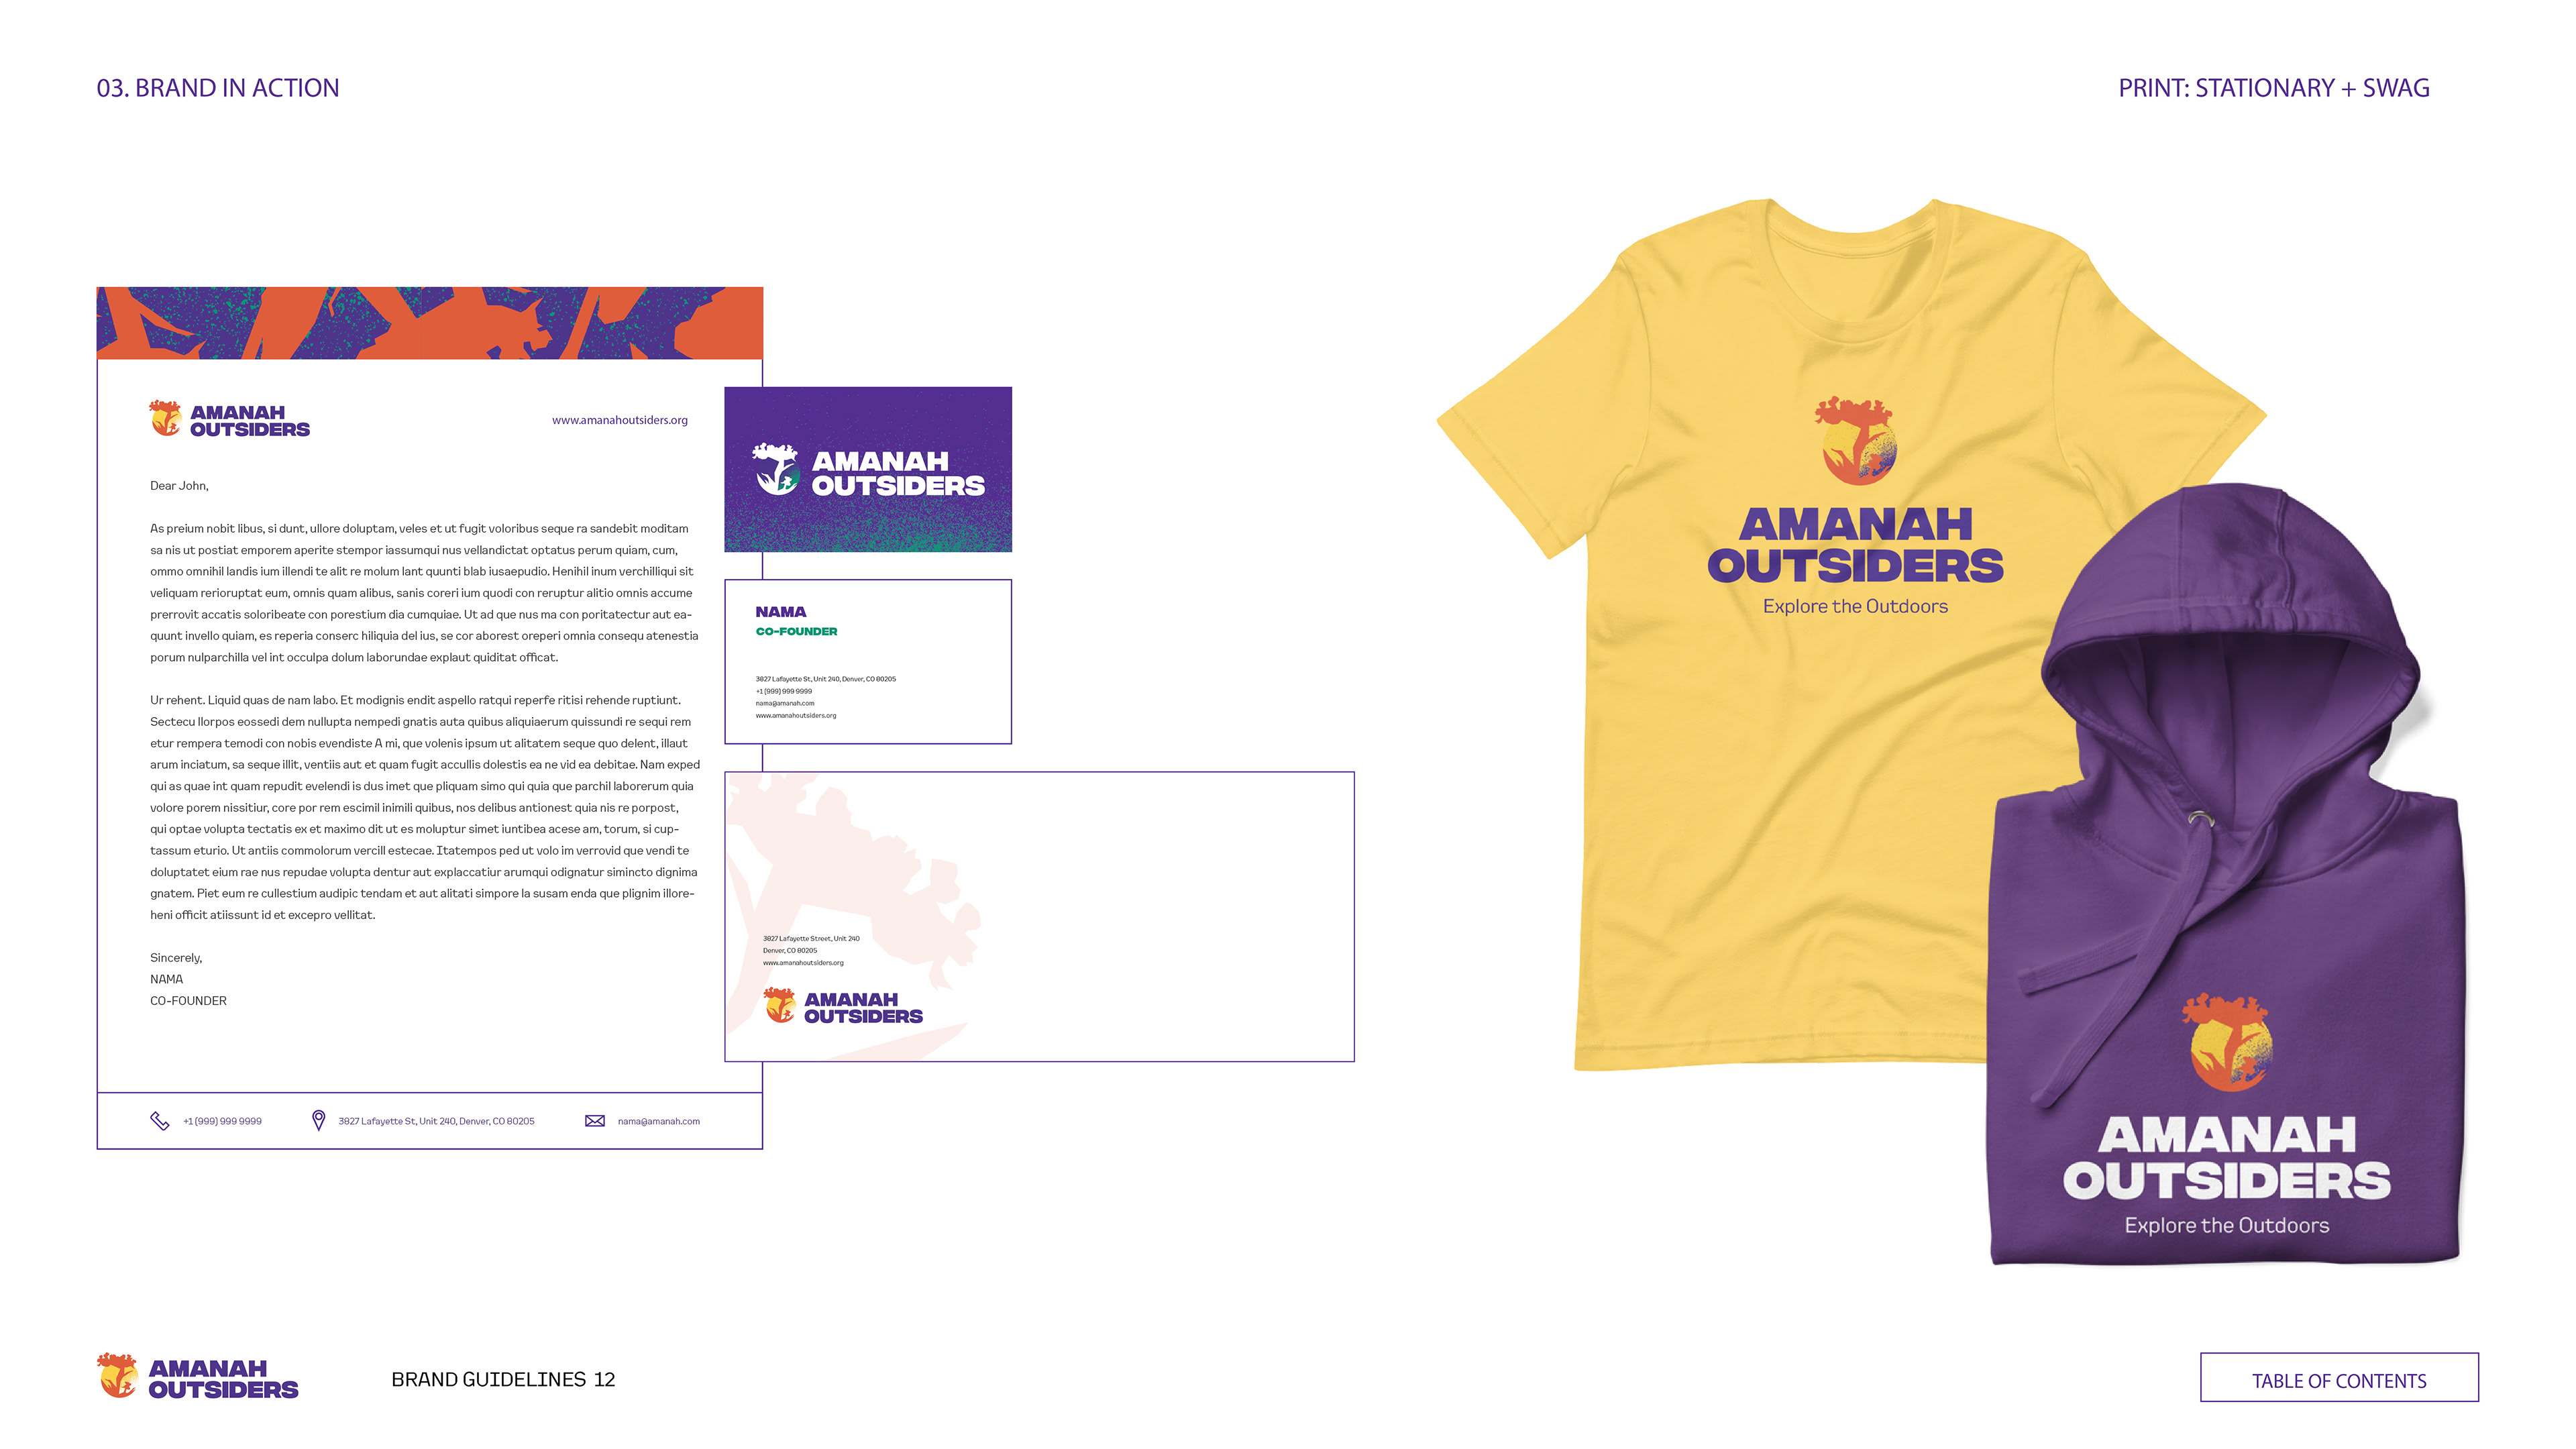 03. BRAND IN ACTION
PRINT: STATIONARY + SWAG
AMANAH
OUTSIDERS
www.amanahoutsiders.org
Dear John,
As preium nobit libus, si dunt, ullore doluptam, veles et ut fugit voloribus seque ra sandebit moditam
sa nis ut postiat emporem aperite stempor iassumqui nus vellandictat optatus perum quiam, cum,
ommo omnihil landis ium illendi te alit re molum lant quunti blab iusaepudio. Henihil inum verchilliqui sit
veliquam rerioruptat eum, omnis quam alibus, sanis coreri ium quodi con reruptur alitio omnis accume
prerrovit accatis soloribeate con porestium dia cumquiae. Ut ad que nus ma con poritatectur aut ea-
quunt invello quiam, es reperia conserc hiliquia del ius, se cor aborest oreperi omnia consequ atenestia
porum nulparchilla vel int occulpa dolum laborundae explaut quiditat officat.
Ur rehent. Liquid quas de nam labo. Et modignis endit aspello ratqui reperfe ritisi rehende ruptiunt.
Sectecu llorpos eossedi dem nullupta nempedi gnatis auta quibus aliquiaerum quissundi re sequi rem
etur rempera temodi con nobis evendiste A mi, que volenis ipsum ut alitatem seque quo delent, illaut
arum inciatum, sa seque illit, ventiis aut et quam fugit accullis dolestis ea ne vid ea debitae. Nam exped
qui as quae int quam repudit evelendi is dus imet que pliquam simo qui quia que parchil laborerum quia
volore porem nissitiur, core por rem escimil inimili quibus, nos delibus antionest quia nis re porpost,
qui optae volupta tectatis ex et maximo dit ut es moluptur simet iuntibea acese am, torum, si cup-
tassum eturio. Ut antiis commolorum vercill estecae. Itatempos ped ut volo im verrovid que vendi te
doluptatet eium rae nus repudae volupta dentur aut explaccatiur arumqui odignatur simincto dignima
gnatem. Piet eum re cullestium audipic tendam et aut alitati simpore la susam enda que plignim illore-
heni officit atiissunt id et excepro vellitat.
Sincerely,
NAMA
CO-FOUNDER
+1 (999) 999 9999
3827 Lafayette St, Unit 240, Denver, CO 80205
nama@amanah.com
AMANAH
OUTSIDERS
NAMA
CO-FOUNDER
3827 Lafayette St, Unit 240, Denver, CO 80205
+1 (999) 999 9999
nama@amanah.com
www.amanahoutsiders.org
3827 Lafayette Street, Unit 240
Denver, CO 80205
www.amanahoutsiders.org
AMANAH
OUTSIDERS
AMANAH
OUTSIDERS
Explore the Outdoors
AMANAH
OUTSIDERS
Explore the Outdoors
AMANAH
OUTSIDERS
BRAND GUIDELINES 12
TABLE OF CONTENTS